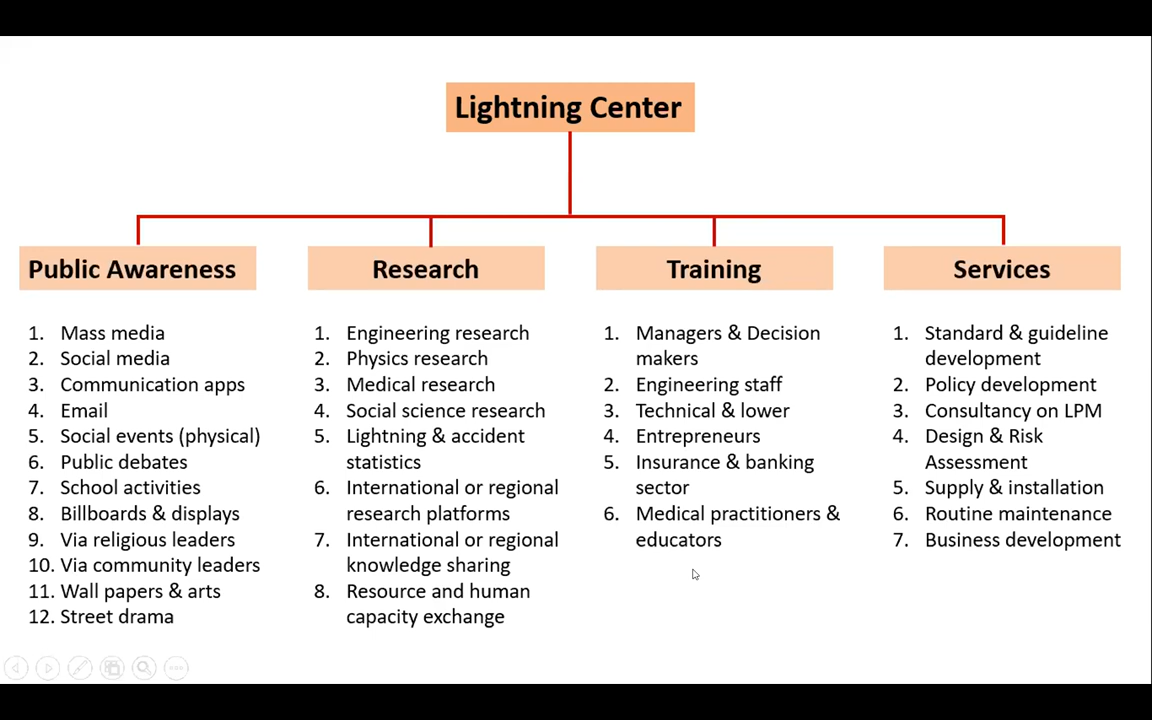 Lightning Center
Public Awareness
1. Mass media
2. Social media
3. Communication apps
4. Email
5. Social events (physical)
6. Public debates
7. School activities
8. Billboards & displays
9. Via religious leaders
10. Via community leaders
11. Wall papers & arts
12. Street drama
Research
1. Engineering research
2. Physics research
3. Medical research
4. Social science research
5. Lightning & accident
statistics
6. International or regional
research platforms
7. International or regional
knowledge sharing
8. Resource and human
capacity exchange
Training
1. Managers & Decision
makers
2. Engineering staff
3. Technical & lower
4. Entrepreneurs
5. Insurance & banking
sector
6. Medical practitioners &
educators
Services
1. Standard & guideline
development
2. Policy development
3. Consultancy on LPM
4. Design & Risk
Assessment
5. Supply & installation
6. Routine maintenance
7. Business development